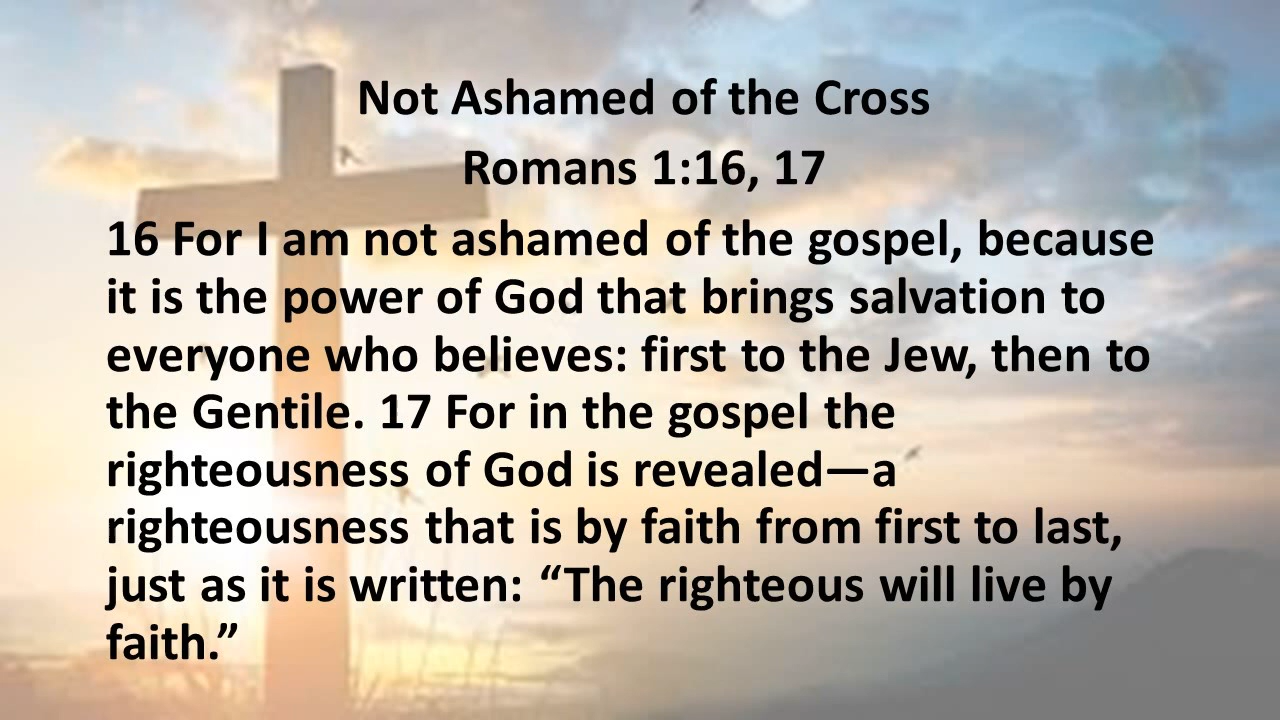 Not Ashamed of the Cross
Romans 1:16, 17
16 For I am not ashamed of the gospel, because
it is the power of God that brings salvation to
everyone who believes: first to the Jew, then to
the Gentile. 17 For in the gospel the
righteousness of God is revealed—a
righteousness that is by faith from first to last,
just as it is written: “The righteous will live by
faith.”